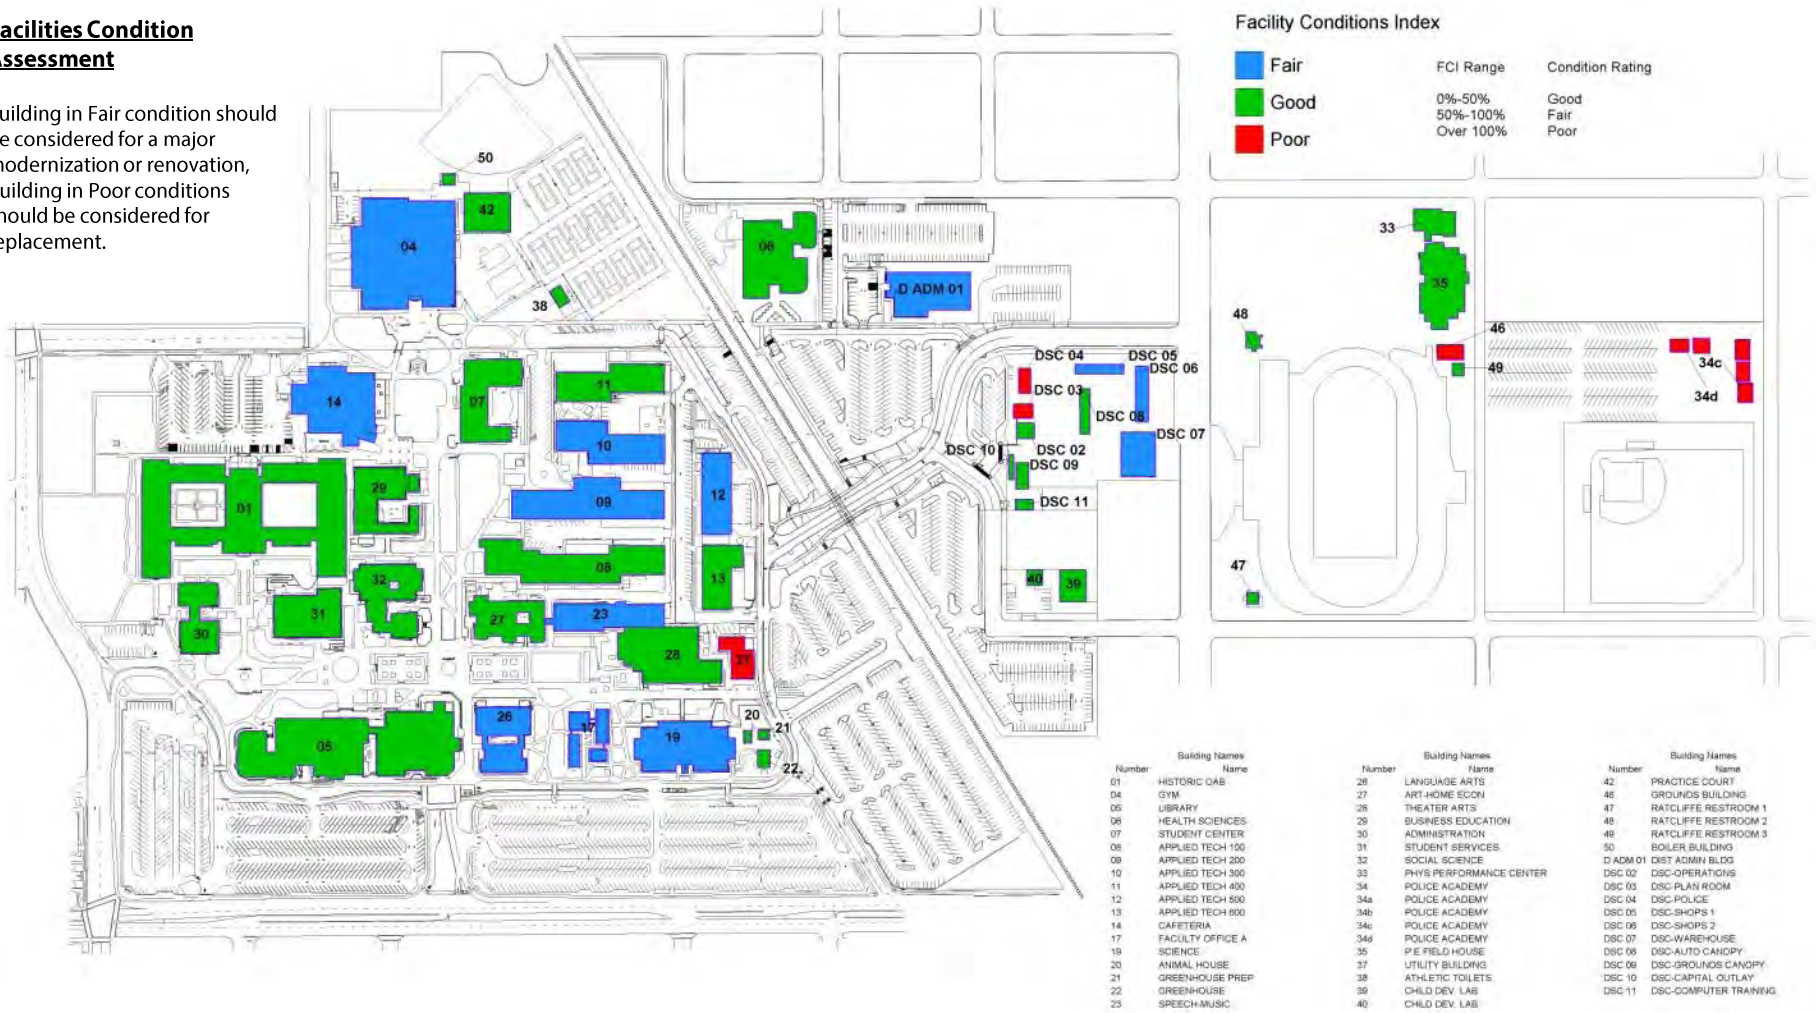 acilities Condition
Assessment
uilding in Fair condition should
e considered for a major
modernization or renovation,
uilding in Poor conditions
should be considered for
eplacement.
Facility Conditions Index
Fair
Good
Poor
FCI Range Condition Rating
0%-50% Good
50%-100% Fair
Over 100% Poor
50
42
04
38
06
D ADM 01
33
35
48
46
49
34c
34d
47
DSC 04
DSC 05
DSC 06
DSC 03
DSC 08
DSC 07
DSC 10
DSC 02
DSC 09
DSC 11
40
39
14
07
11
10
09
12
01
29
08
13
32
31
30
27
23
28
37
05
26
17
19
20
21
22
Building Names
Number Name
01 HISTORIC OAB
04 GYM
05 LIBRARY
06 HEALTH SCIENCES
07 STUDENT CENTER
08 APPLIED TECH 100
09 APPLIED TECH 200
10 APPLIED TECH 300
11 APPLIED TECH 400
12 APPLIED TECH 500
13 APPLIED TECH 600
14 CAFETERIA
17 FACULTY OFFICE A
19 SCIENCE
20 ANIMAL HOUSE
21 GREENHOUSE PREP
22 GREENHOUSE
23 SPEECH-MUSIC
Building Names
Number Name
26 LANGUAGE ARTS
27 ART-HOME ECON
28 THEATER ARTS
29 BUSINESS EDUCATION
30 ADMINISTRATION
31 STUDENT SERVICES
32 SOCIAL SCIENCE
33 PHYS PERFORMANCE CENTER
34 POLICE ACADEMY
34a POLICE ACADEMY
34b POLICE ACADEMY
34c POLICE ACADEMY
34d POLICE ACADEMY
35 P E FIELD HOUSE
37 UTILITY BUILDING
38 ATHLETIC TOILETS
39 CHILD DEV. LAB
40 CHILD DEV. LAB
Building Names
Number Name
42 PRACTICE COURT
46 GROUNDS BUILDING
47 RATCLIFFE RESTROOM 1
48 RATCLIFFE RESTROOM 2
49 RATCLIFFE RESTROOM 3
50 BOILER BUILDING
D ADM 01 DIST ADMIN BLDG
DSC 02 DSC-OPERATIONS
DSC 03 DSC-PLAN ROOM
DSC 04 DSC-POLICE
DSC 05 DSC-SHOPS 1
DSC 06 DSC-SHOPS 2
DSC 07 DSC-WAREHOUSE
DSC 08 DSC-AUTO CANOPY
DSC 09 DSC-GROUNDS CANOPY
DSC 10 DSC-CAPITAL OUTLAY
DSC 11 DSC-COMPUTER TRAINING